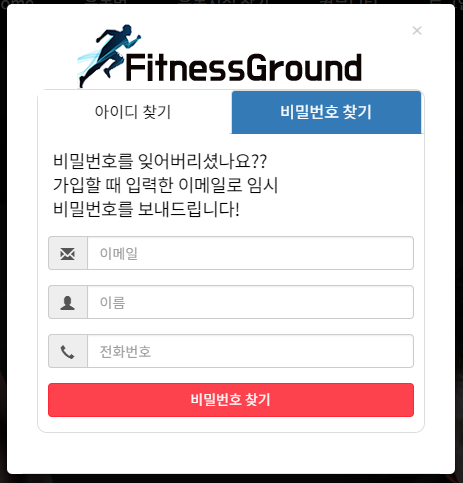 ×
FitnessGround
아이디 찾기
비밀번호 찾기
비밀번호를 잊어버리셨나요??
가입할 때 입력한 이메일로 임시
비밀번호를 보내드립니다!
이메일
이름
전화번호
비밀번호 찾기